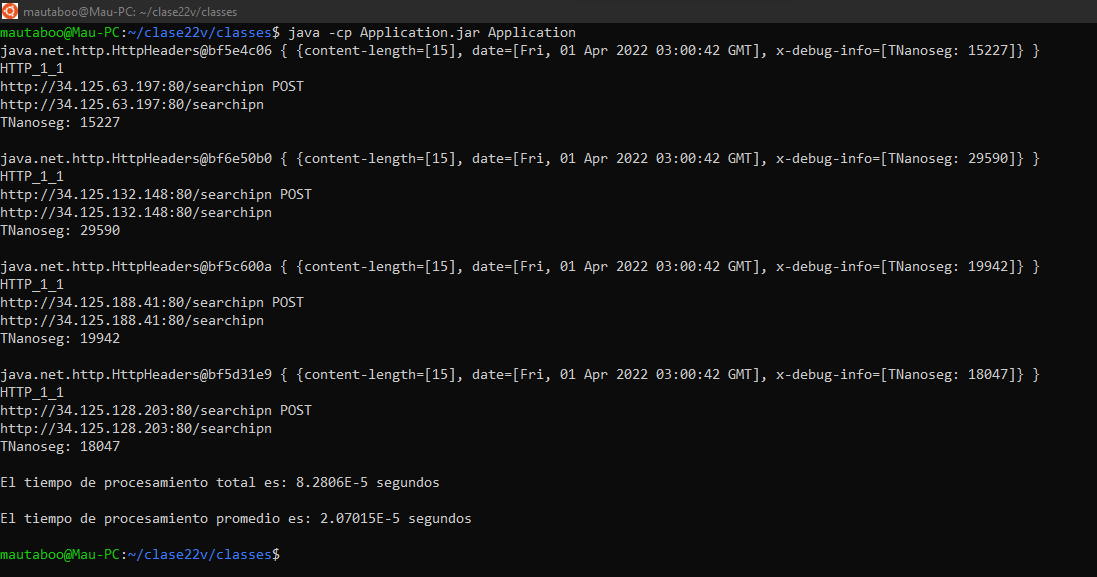 mautaboo@Mau-PC: ~/clase22v/classes
mautaboo@Mau-PC:~/clase22v/classes$ java -cp Application.jar Application
java.net.http.HttpHeaders@bf5e4c06 { {content-length=[15], date=[Fri, 01 Apr 2022 03:00:42 GMT], x-debug-info=[TNanoseg: 15227]} }
HTTP_1_1
http://34.125.63.197:80/searchipn POST
http://34.125.63.197:80/searchipn
TNanoseg: 15227
java.net.http.HttpHeaders@bf6e50b0 { {content-length=[15], date=[Fri, 01 Apr 2022 03:00:42 GMT], x-debug-info=[TNanoseg: 29590]} }
HTTP_1_1
http://34.125.132.148:80/searchipn POST
http://34.125.132.148:80/searchipn
TNanoseg: 29590
java.net.http.HttpHeaders@bf5c600a { {content-length=[15], date=[Fri, 01 Apr 2022 03:00:42 GMT], x-debug-info=[TNanoseg: 19942]} }
HTTP_1_1
http://34.125.188.41:80/searchipn POST
http://34.125.188.41:80/searchipn
TNanoseg: 19942
java.net.http.HttpHeaders@bf5d31e9 { {content-length=[15], date=[Fri, 01 Apr 2022 03:00:42 GMT], x-debug-info=[TNanoseg: 18047]} }
HTTP_1_1
http://34.125.128.203:80/searchipn POST
http://34.125.128.203:80/searchipn
TNanoseg: 18047
El tiempo de procesamiento total es: 8.2806E-5 segundos
El tiempo de procesamiento promedio es: 2.07015E-5 segundos
mautaboo@Mau-PC:~/clase22v/classes$